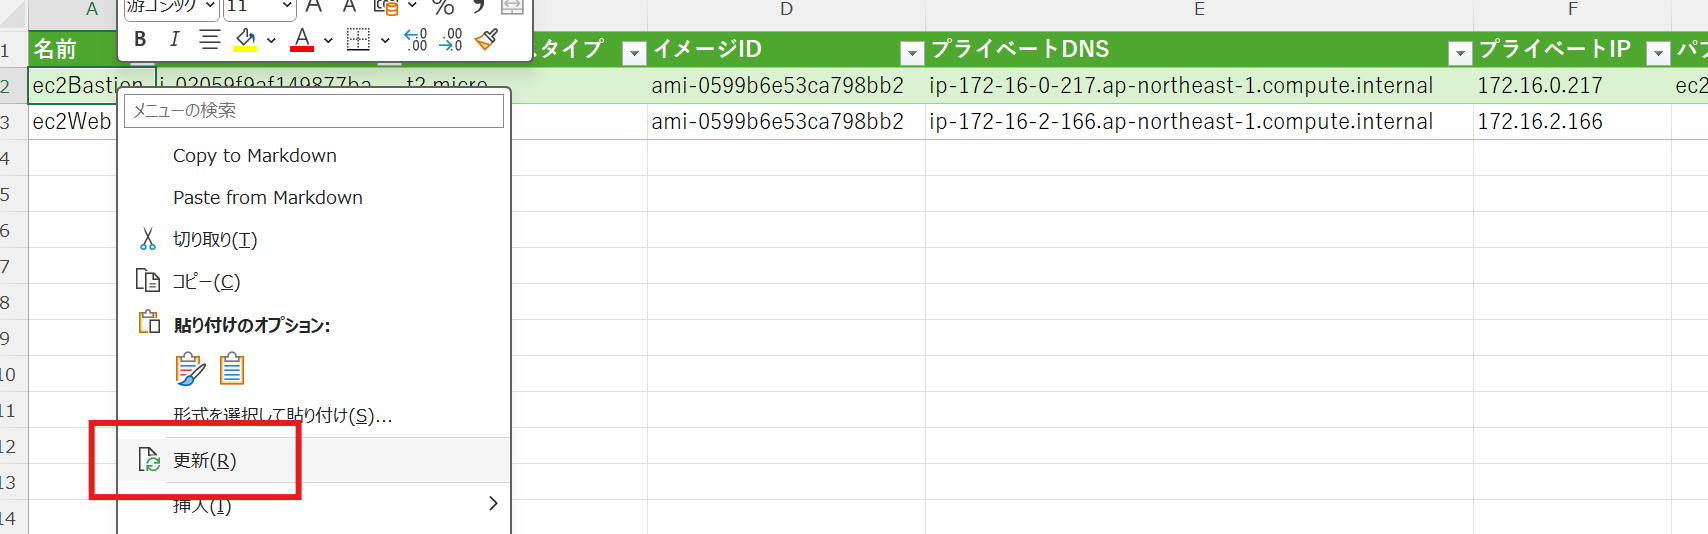 A D E F
游ゴシック 11 A A % 9
B I A .00 .00
1 名前 スタイプ イメージID プライベートDNS プライベートIP パ
2 ec2Bastion i-02059f9af149877ba t2.micro ami-0599b6e53ca798bb2 ip-172-16-0-217.ap-northeast-1.compute.internal 172.16.0.217 ec2
3 ec2Web ami-0599b6e53ca798bb2 ip-172-16-2-166.ap-northeast-1.compute.internal 172.16.2.166
メニューの検索
4 Copy to Markdown
5 Paste from Markdown
6 切り取り(T)
7 コピー(C)
8 貼り付けのオプション:
9
10
11 形式を選択して貼り付け(S)...
12 更新(R)
13
14 挿入(I)